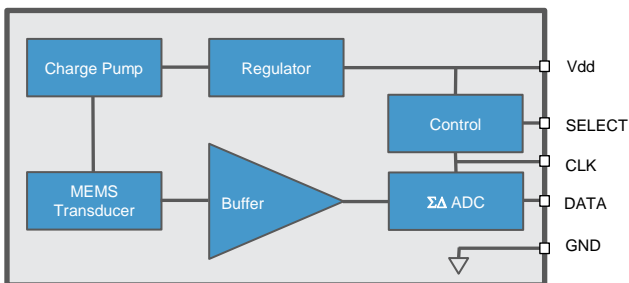 Charge Pump
Regulator
Vdd
Control
SELECT
CLK
MEMS
Transducer
Buffer
ΣΔ ADC
DATA
GND